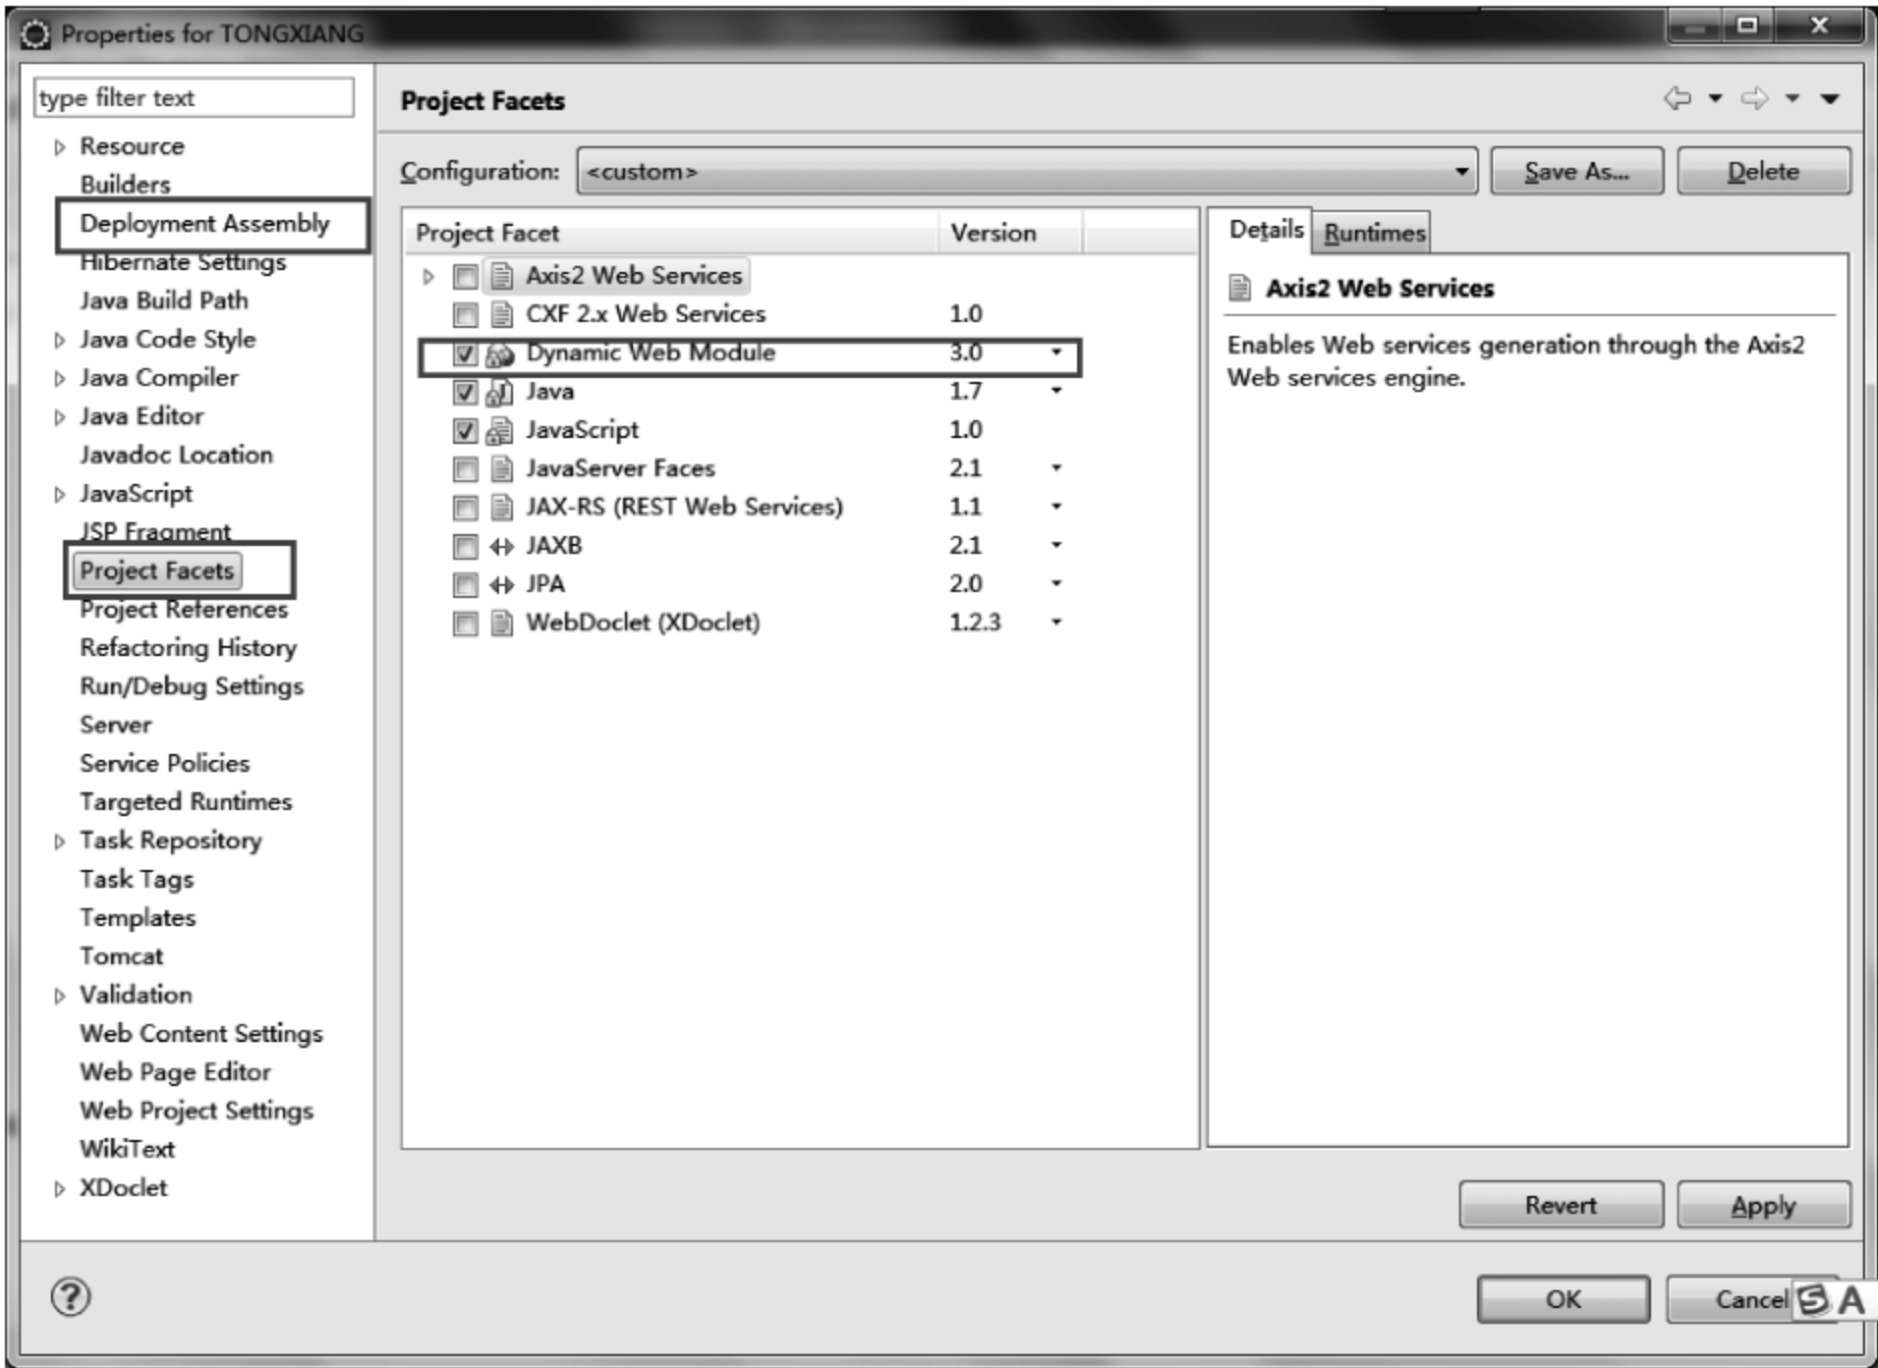 Properties for TONGXIANG
type filter text
Resource
Builders
Deployment Assembly
Hibernate Settings
Java Build Path
Java Code Style
Java Compiler
Java Editor
Javadoc Location
JavaScript
JSP Fragment
Project Facets
Project References
Refactoring History
Run/Debug Settings
Server
Service Policies
Targeted Runtimes
Task Repository
Task Tags
Templates
Tomcat
Validation
Web Content Settings
Web Page Editor
Web Project Settings
WikiText
XDoclet
Project Facets
Configuration: <custom> Save As... Delete
Project Facet Version
Axis2 Web Services
CXF 2.x Web Services 1.0
Dynamic Web Module 3.0
Java 1.7
JavaScript 1.0
JavaServer Faces 2.1
JAX-RS (REST Web Services) 1.1
JAXB 2.1
JPA 2.0
WebDoclet (XDoclet) 1.2.3
Details Runtimes
Axis2 Web Services
Enables Web services generation through the Axis2
Web services engine.
Revert Apply
? OK Cancel S A